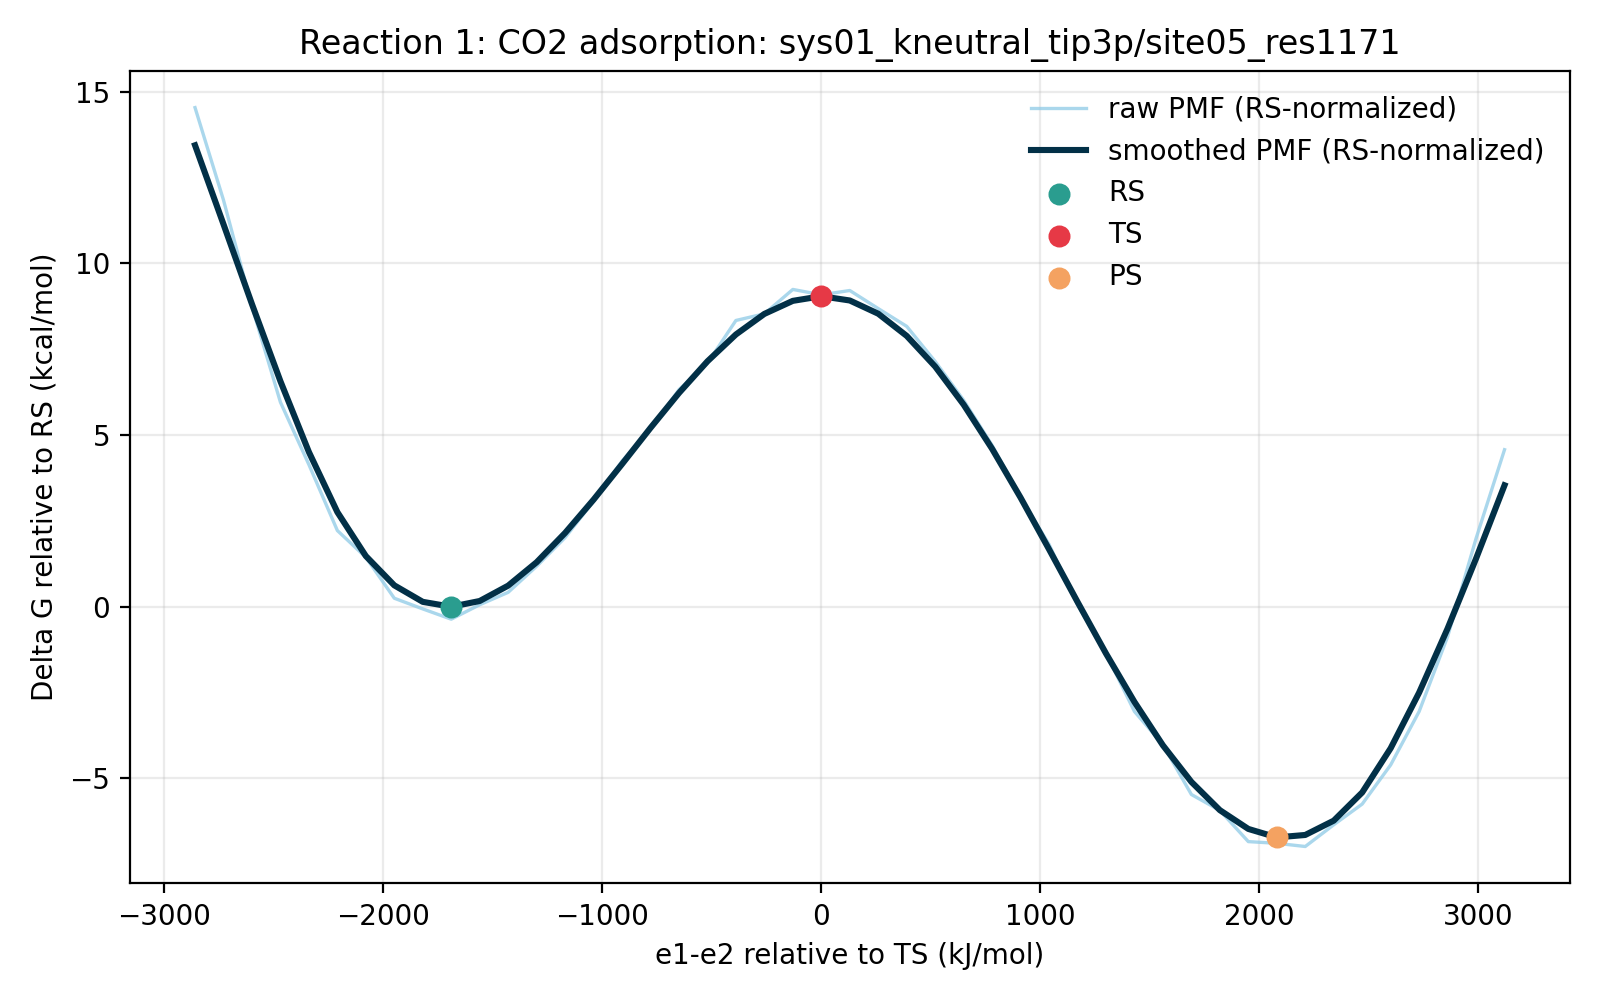 Reaction 1: CO2 adsorption: sys01_kneutral_tip3p/site05_res1171
raw PMF (RS-normalized)
smoothed PMF (RS-normalized)
RS
TS
PS
Delta G relative to RS (kcal/mol)
15
10
5
0
−5
−3000
−2000
−1000
0
1000
2000
3000
e1-e2 relative to TS (kJ/mol)